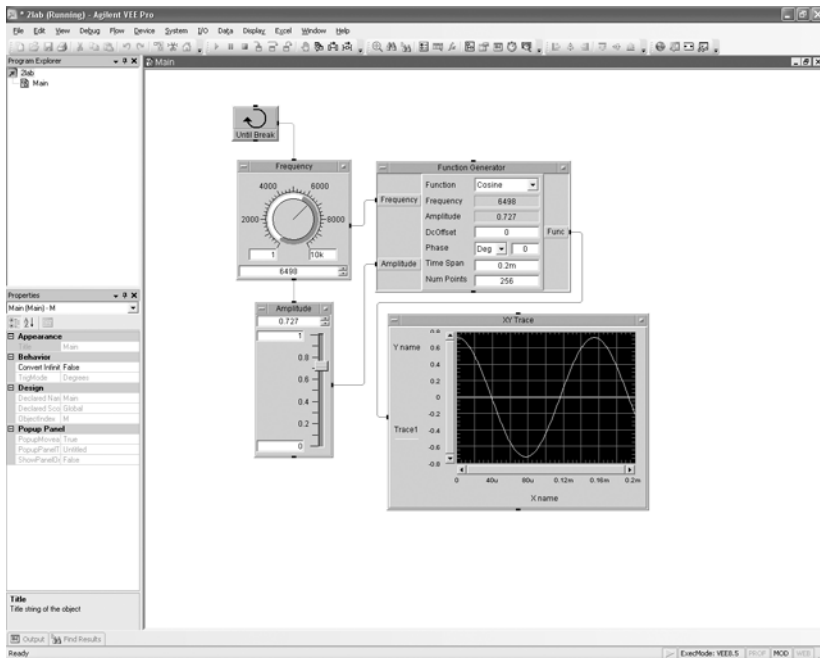 * 2lab (Running) - Agilent VEE Pro
File Edit View Debug Flow Device System I/O Data Display Excel Window Help
Program Explorer
2lab
Main
Main
Until Break
Frequency
4000 6000
2000 8000
1 10k
6498
Amplitude
0.727
1
0.8
0.6
0.4
0.2
0
Function Generator
Frequency
Amplitude
Function Cosine
Frequency 6498
Amplitude 0.727
DcOffset 0
Phase Deg 0
Time Span 0.2m
Num Points 256
Func
XY Trace
Y name
Trace1
0.8
0.6
0.4
0.2
0
-0.2
-0.4
-0.6
-0.8
0 40u 80u 0.12m 0.16m 0.2m
X name
Properties
Main (Main) - M
Appearance
Title Main
Behavior
Convert Infinit False
TrigMode Degrees
Design
Declared Nar Main
Declared Sco Global
ObjectIndex M
Popup Panel
PopupMovea True
PopupPanelT Untitled
ShowPanelD False
Title
Title string of the object
Output Find Results
Ready
ExecMode: VEE8.5 PROF MOD WEB